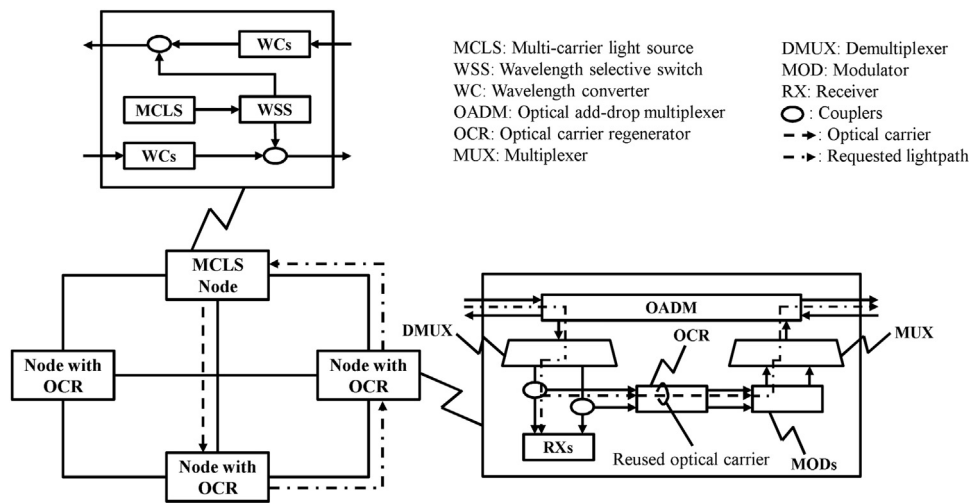 WCs
MCLS
WSS
WCs
MCLS: Multi-carrier light source
WSS: Wavelength selective switch
WC: Wavelength converter
OADM: Optical add-drop multiplexer
OCR: Optical carrier regenerator
MUX: Multiplexer
DMUX: Demultiplexer
MOD: Modulator
RX: Receiver
: Couplers
: Optical carrier
: Requested lightpath
MCLS
Node
Node with
OCR
Node with
OCR
Node with
OCR
OADM
DMUX
OCR
MUX
RXs
Reused optical carrier
MODs